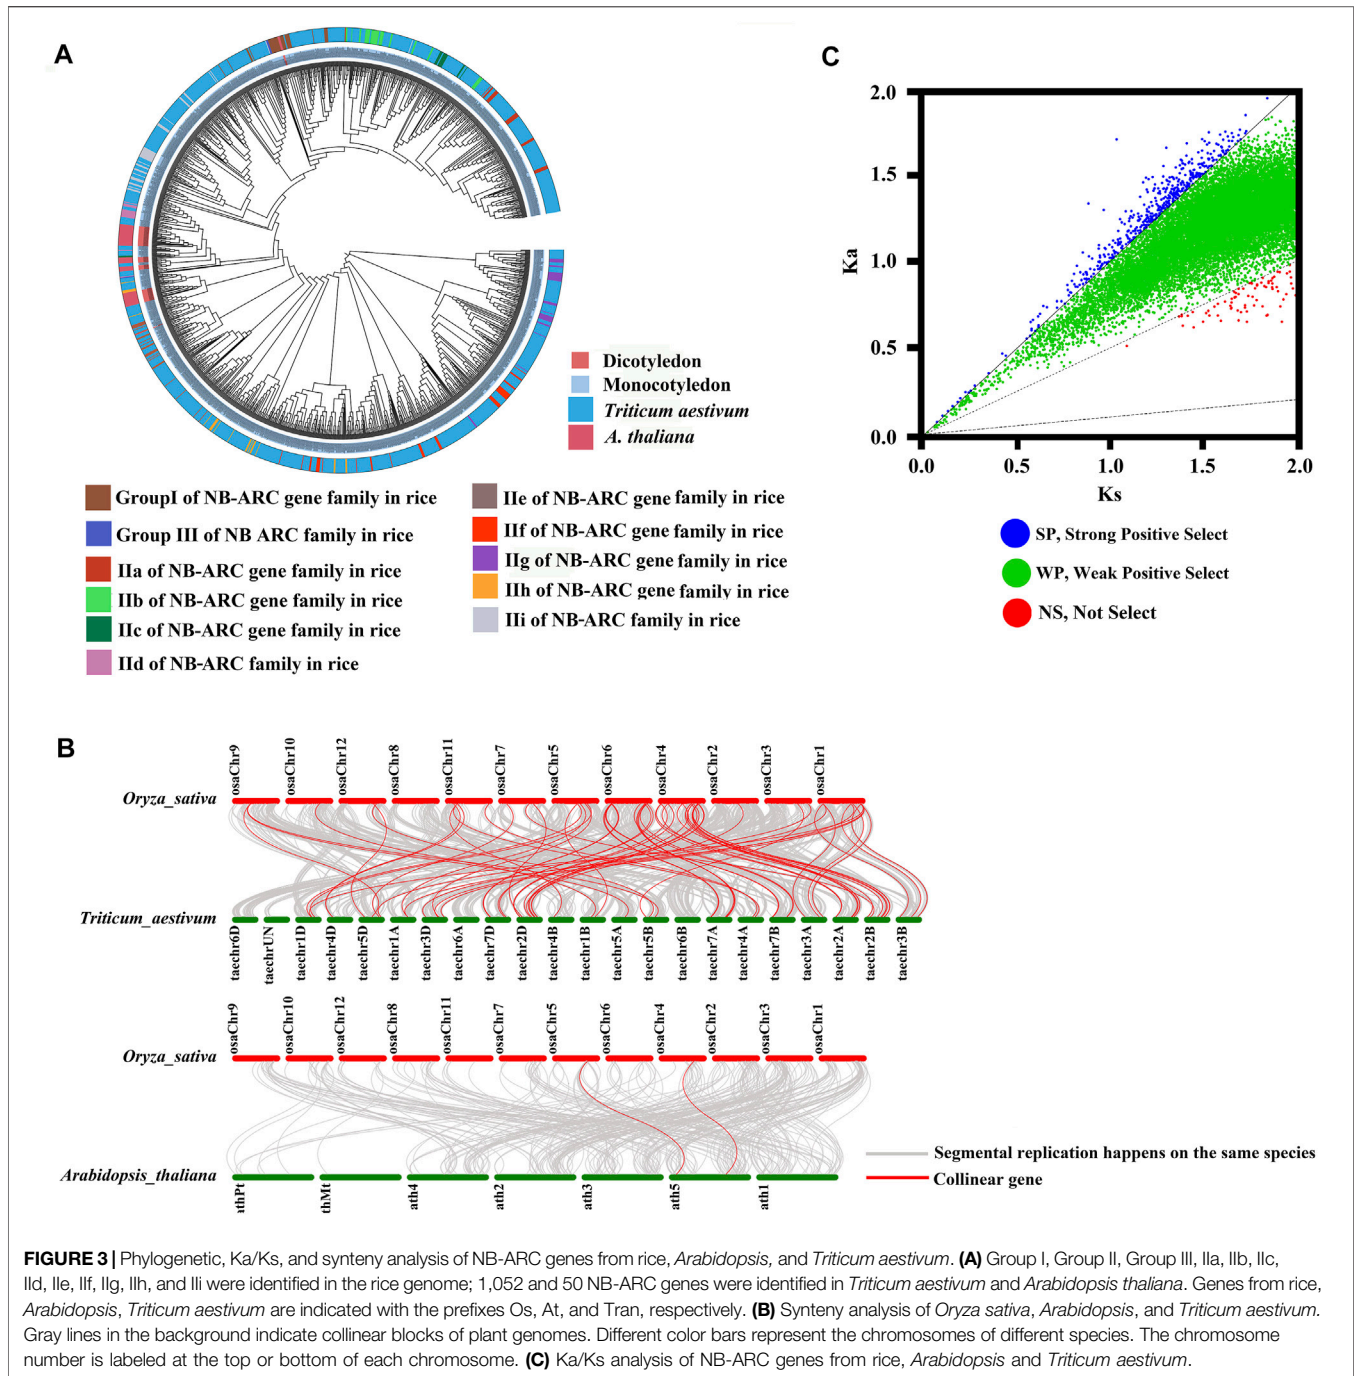 A
Dicotyledon
Monocotyledon
Triticum aestivum
A. thaliana
GroupI of NB-ARC gene family in rice
Group III of NB ARC family in rice
IIa of NB-ARC gene family in rice
IIb of NB-ARC gene family in rice
IIc of NB-ARC gene family in rice
IId of NB-ARC family in rice
IIe of NB-ARC gene family in rice
IIf of NB-ARC gene family in rice
IIg of NB-ARC gene family in rice
IIh of NB-ARC gene family in rice
IIi of NB-ARC family in rice
C
2.0
1.5
1.0
0.5
0.0
Ka
0.0 0.5 1.0 1.5 2.0
Ks
SP, Strong Positive Select
WP, Weak Positive Select
NS, Not Select
B
osaChr9 osaChr10 osaChr12 osaChr8 osaChr11 osaChr7 osaChr5 osaChr6 osaChr4 osaChr2 osaChr3 osaChr1
Oryza_sativa
Triticum_aestivum
taechr6D taechrUN taechr1D taechr4D taechr5D taechr1A taechr3D taechr6A taechr7D taechr2D taechr4B taechr1B taechr5A taechr5B taechr6B taechr7A taechr4A taechr7B taechr3A taechr2A taechr2B taechr3B
osaChr9 osaChr10 osaChr12 osaChr8 osaChr11 osaChr7 osaChr5 osaChr6 osaChr4 osaChr2 osaChr3 osaChr1
Oryza_sativa
Arabidopsis_thaliana
athPt thMt ath4 ath2 ath3 ath5 ath1
Segmental replication happens on the same species
Collinear gene
FIGURE 3 | Phylogenetic, Ka/Ks, and synteny analysis of NB-ARC genes from rice, Arabidopsis, and Triticum aestivum. (A) Group I, Group II, Group III, IIa, IIb, IIc,
IId, IIe, IIf, IIg, IIh, and IIi were identified in the rice genome; 1,052 and 50 NB-ARC genes were identified in Triticum aestivum and Arabidopsis thaliana. Genes from rice,
Arabidopsis, Triticum aestivum are indicated with the prefixes Os, At, and Tran, respectively. (B) Synteny analysis of Oryza sativa, Arabidopsis, and Triticum aestivum.
Gray lines in the background indicate collinear blocks of plant genomes. Different color bars represent the chromosomes of different species. The chromosome
number is labeled at the top or bottom of each chromosome. (C) Ka/Ks analysis of NB-ARC genes from rice, Arabidopsis and Triticum aestivum.